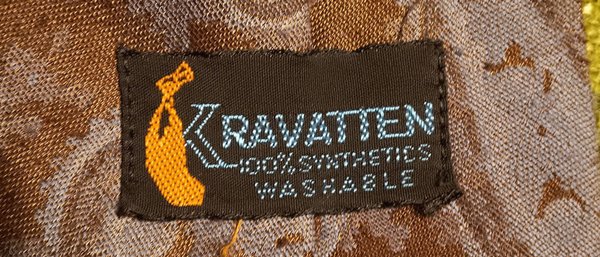 KRAVATTEN
100% SYNTHETICS
WASHABLE